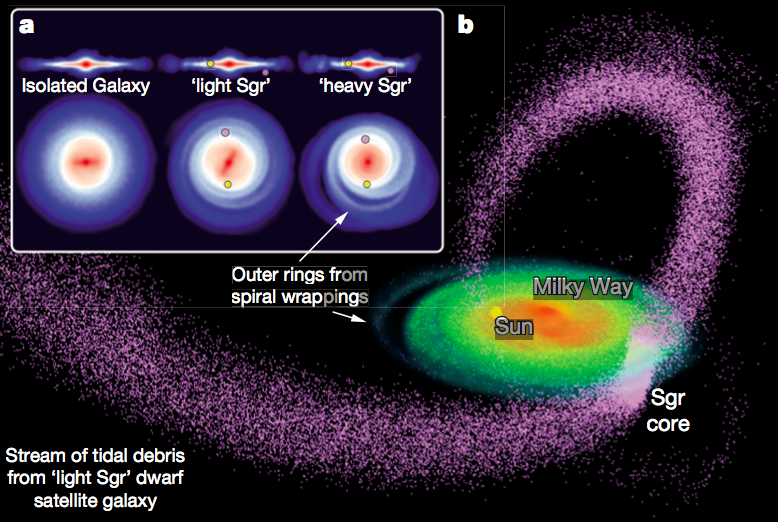 a
b
Isolated Galaxy
‘light Sgr’
‘heavy Sgr’
Outer rings from
spiral wrappings
Milky Way
Sun
Sgr
core
Stream of tidal debris
from ‘light Sgr’ dwarf
satellite galaxy